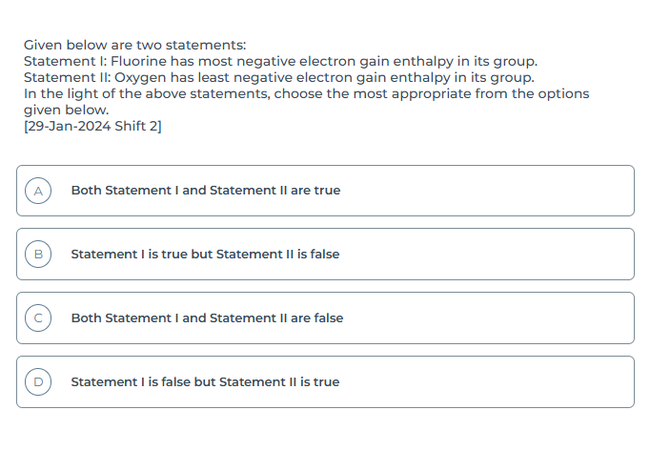 Given below are two statements:
Statement I: Fluorine has most negative electron gain enthalpy in its group.
Statement II: Oxygen has least negative electron gain enthalpy in its group.
In the light of the above statements, choose the most appropriate from the options
given below.
[29-Jan-2024 Shift 2]
A Both Statement I and Statement II are true
B Statement I is true but Statement II is false
C Both Statement I and Statement II are false
D Statement I is false but Statement II is true